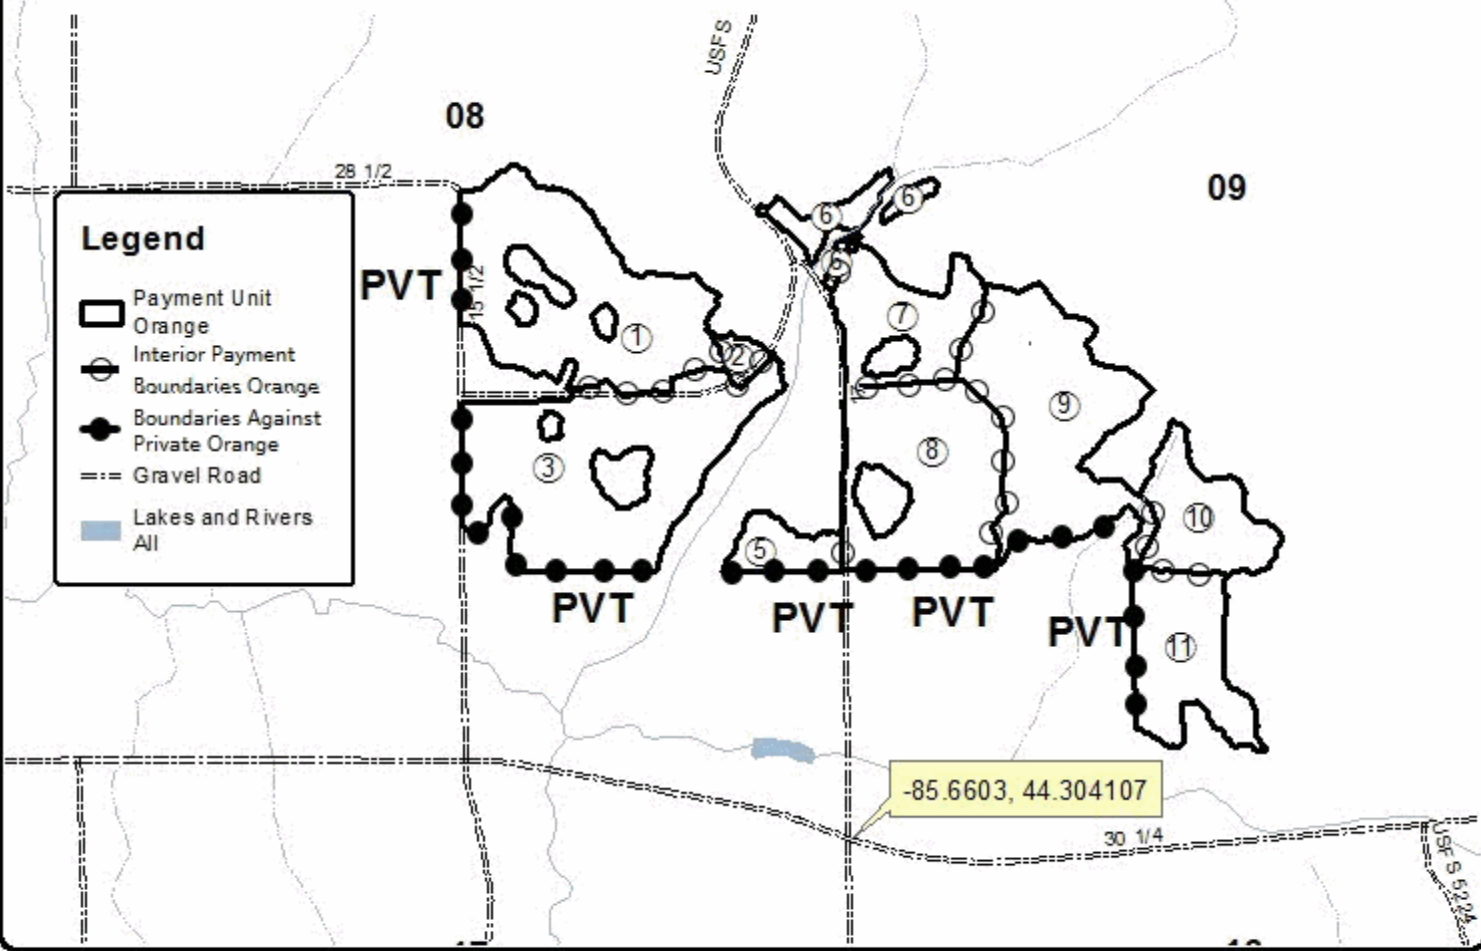 USFS
08
28 1/2
09
Legend
Payment Unit
Orange
Interior Payment
Boundaries Orange
Boundaries Against
Private Orange
Gravel Road
Lakes and Rivers
All
PVT
15 1/2
6
6
6
7
1
2
9
8
3
10
5
PVT
PVT
PVT
PVT
11
-85.6603, 44.304107
30 1/4
USFS 5224